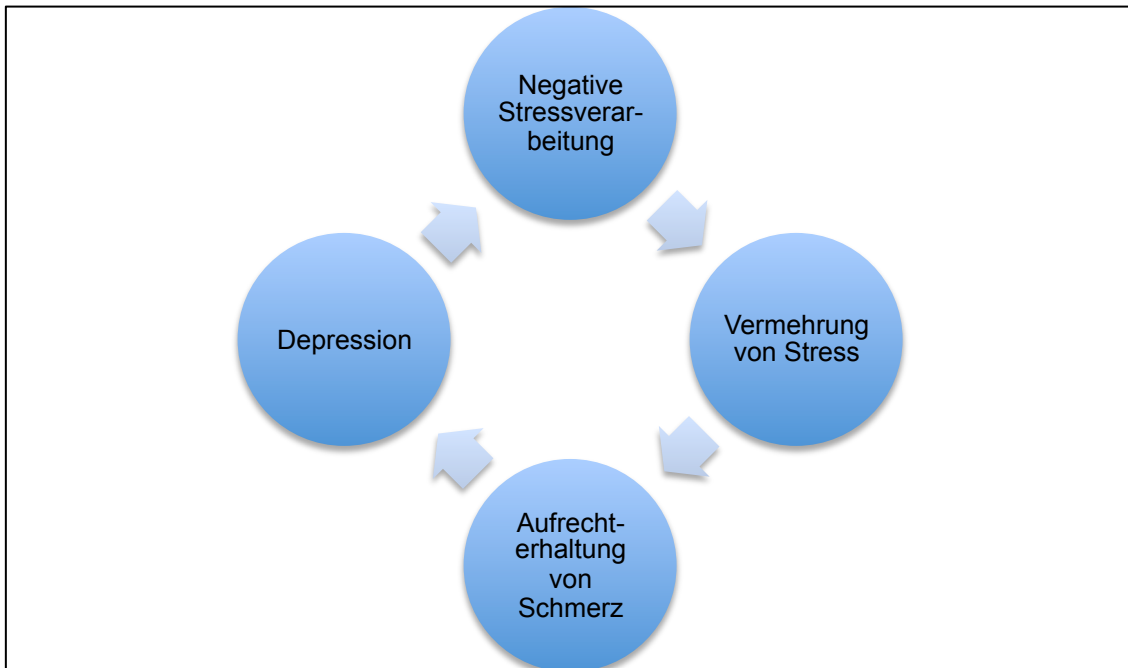 Negative
Stressverar-
beitung
Vermehrung
von Stress
Aufrecht-
erhaltung
von
Schmerz
Depression